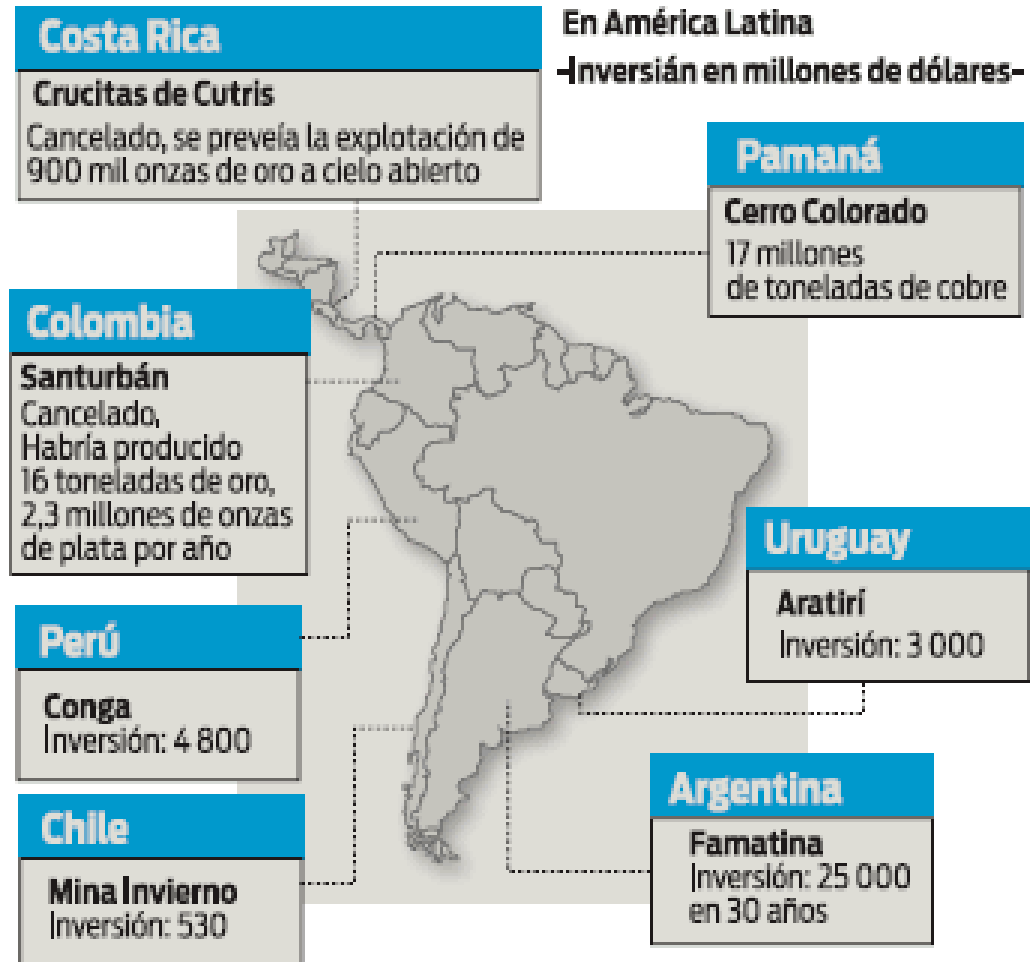 En América Latina
-Inversián en millones de dólares-
Costa Rica
Crucitas de Cutris
Cancelado, se preveía la explotación de
900 mil onzas de oro a cielo abierto
Pamaná
Cerro Colorado
17 millones
de toneladas de cobre
Colombia
Santurbán
Cancelado,
Habría producido
16 toneladas de oro,
2,3 millones de onzas
de plata por año
Uruguay
Aratirí
Inversión: 3 000
Perú
Conga
Inversión: 4 800
Argentina
Famatina
Inversión: 25 000
en 30 años
Chile
Mina Invierno
Inversión: 530